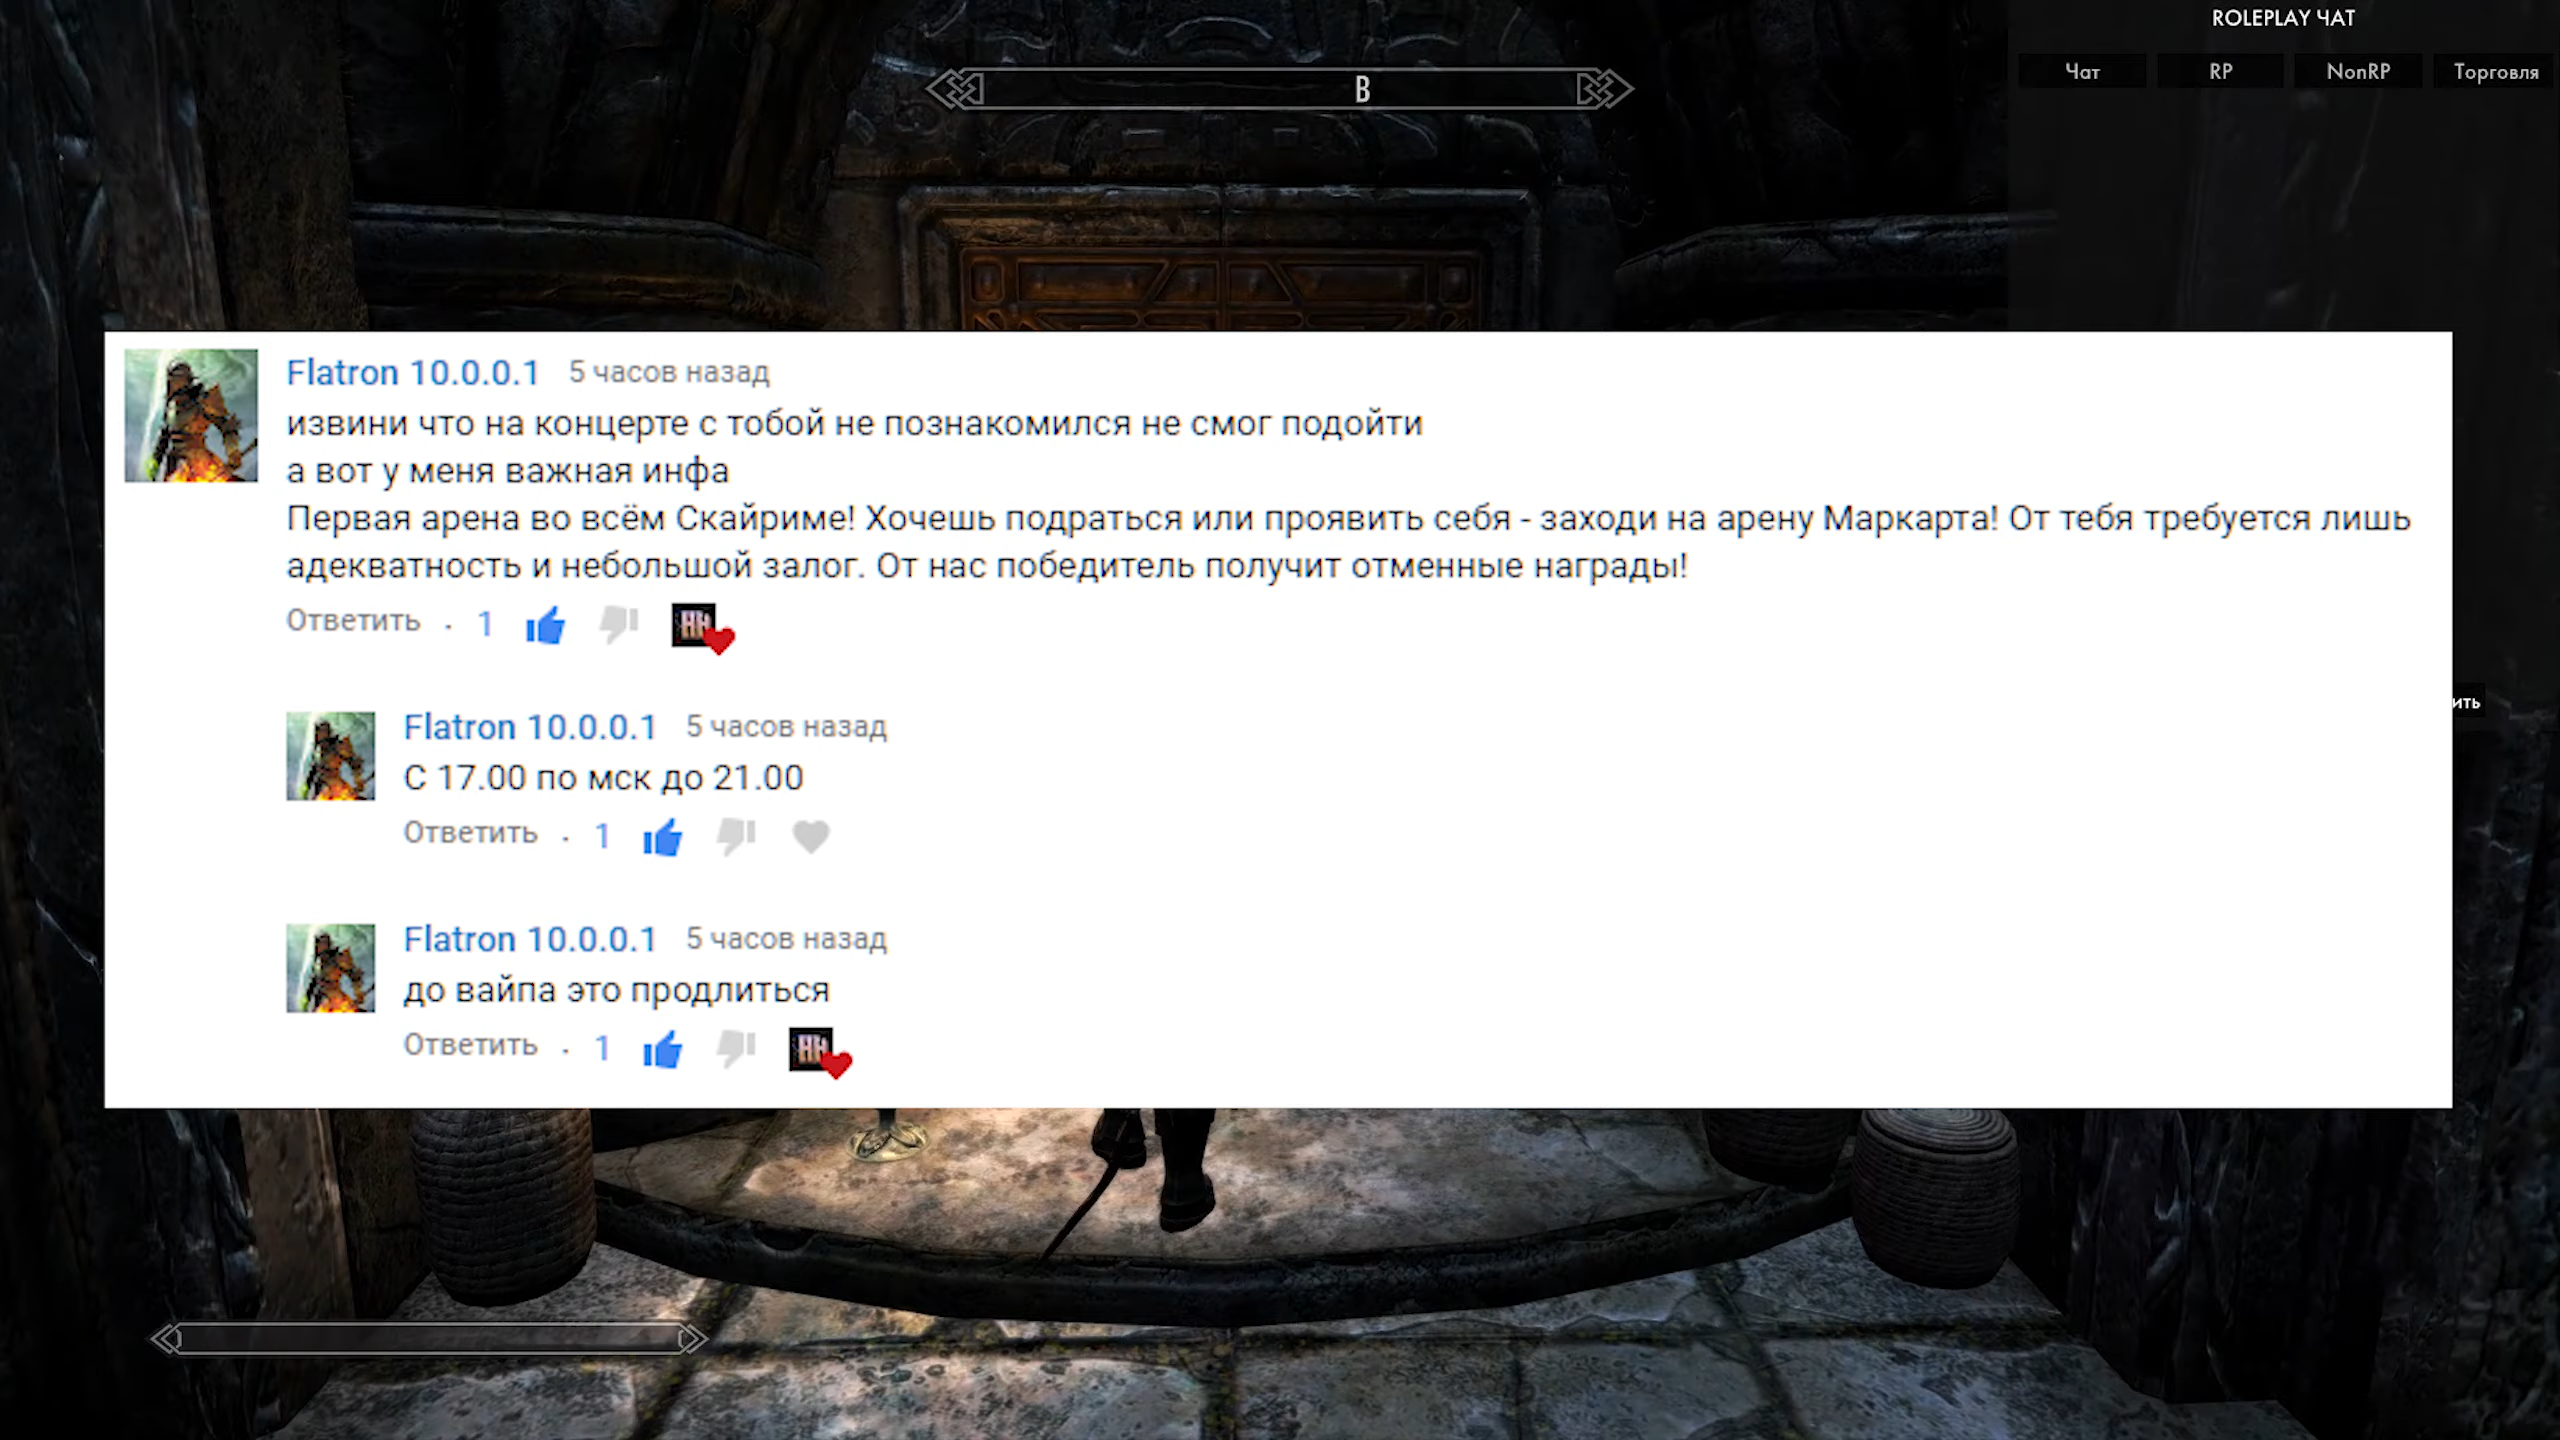 ROLEPLAY ЧАТ
Чат RP NonRP Торговля
В
Flatron 10.0.0.1 5 часов назад
извини что на концерте с тобой не познакомился не смог подойти
а вот у меня важная инфа
Первая арена во всём Скайриме! Хочешь подраться или проявить себя - заходи на арену Маркарта! От тебя требуется лишь
адекватность и небольшой залог. От нас победитель получит отменные награды!
Ответить · 1
Flatron 10.0.0.1 5 часов назад
С 17.00 по мск до 21.00
Ответить · 1
Flatron 10.0.0.1 5 часов назад
до вайпа это продлиться
Ответить · 1